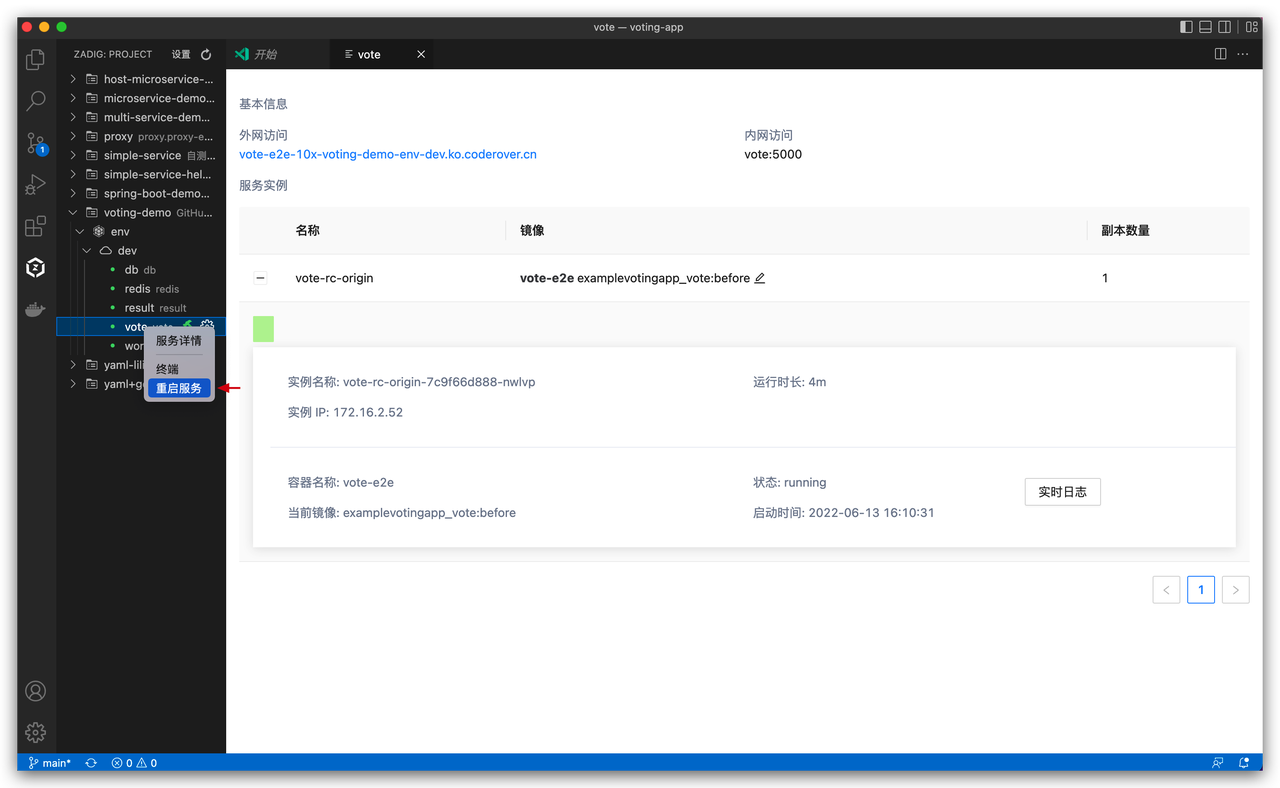 vote — voting-app
ZADIG: PROJECT 设置
开始
vote
host-microservice-...
microservice-demo...
multi-service-dem...
proxy proxy.proxy-e...
simple-service 自测...
simple-service-hel...
spring-boot-demo...
voting-demo GitHu...
env
dev
db db
redis redis
result result
vote
wor
yaml-lili
yaml+g
服务详情
终端
重启服务
1
基本信息
外网访问 内网访问
vote-e2e-10x-voting-demo-env-dev.ko.coderover.cn vote:5000
服务实例
名称 镜像 副本数量
vote-rc-origin vote-e2e examplevotingapp_vote:before 1
实例名称: vote-rc-origin-7c9f66d888-nwlvp 运行时长: 4m
实例 IP: 172.16.2.52
容器名称: vote-e2e 状态: running
实时日志
当前镜像: examplevotingapp_vote:before 启动时间: 2022-06-13 16:10:31
< 1 >
main* 0 0